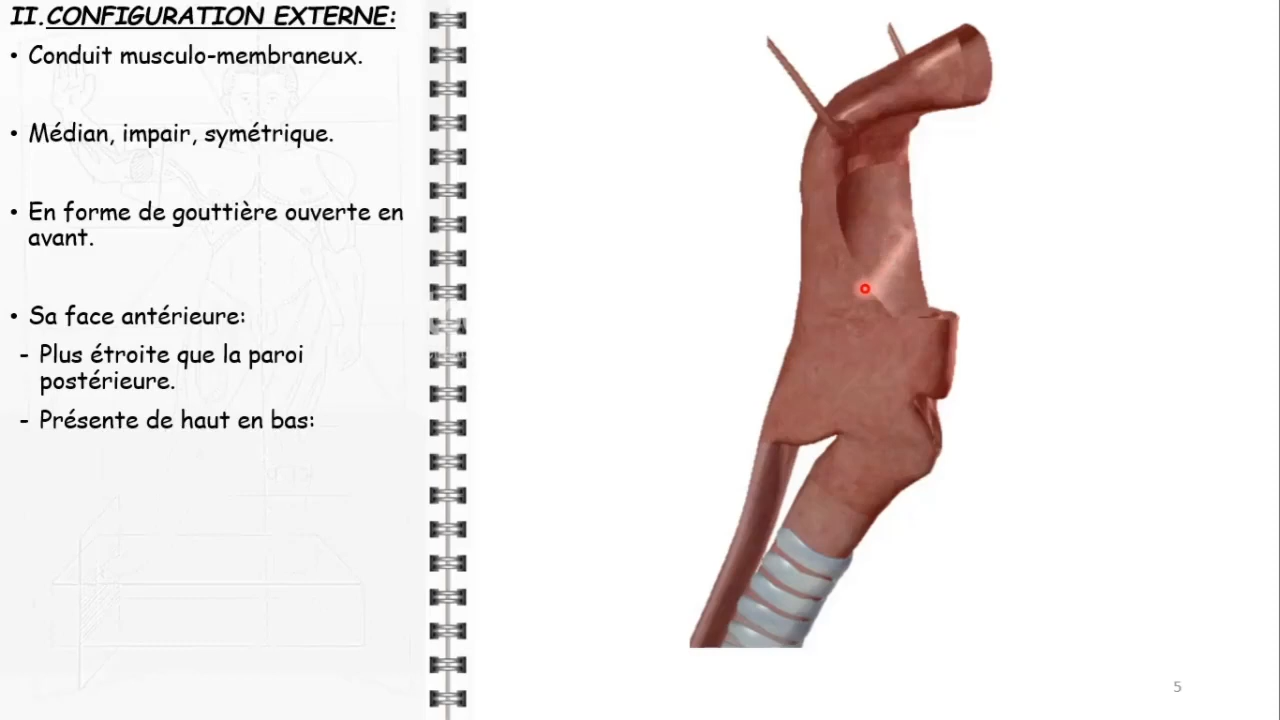 II.CONFIGURATION EXTERNE:
• Conduit musculo-membraneux.
• Médian, impair, symétrique.
• En forme de gouttière ouverte en
avant.
• Sa face antérieure:
- Plus étroite que la paroi
postérieure.
- Présente de haut en bas:
5